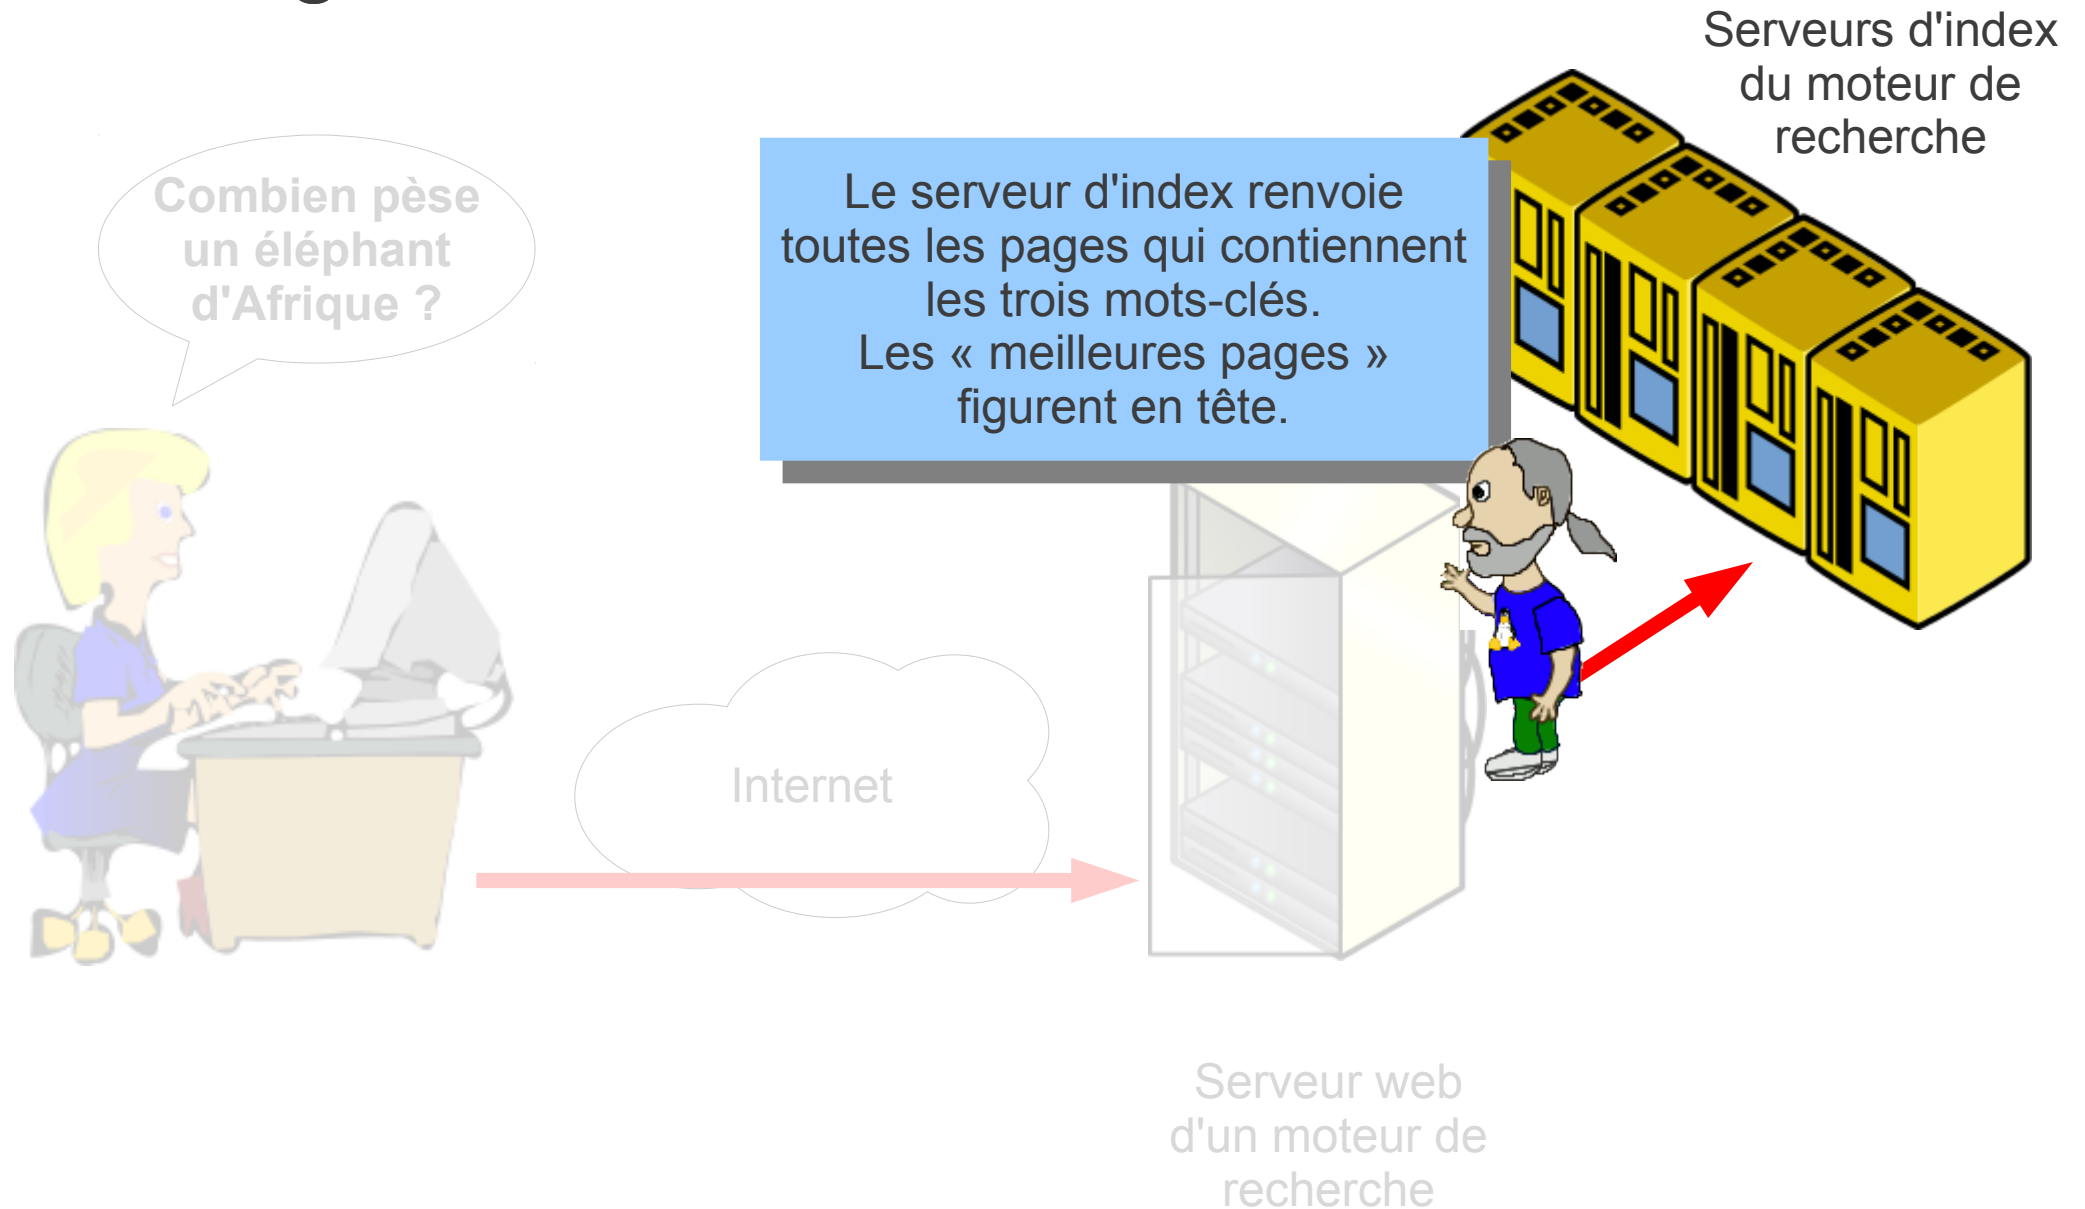 Serveurs d'index
du moteur de
recherche
Combien pèse
un éléphant
d'Afrique ?
Le serveur d'index renvoie
toutes les pages qui contiennent
les trois mots-clés.
Les « meilleures pages »
figurent en tête.
Internet
Serveur web
d'un moteur de
recherche